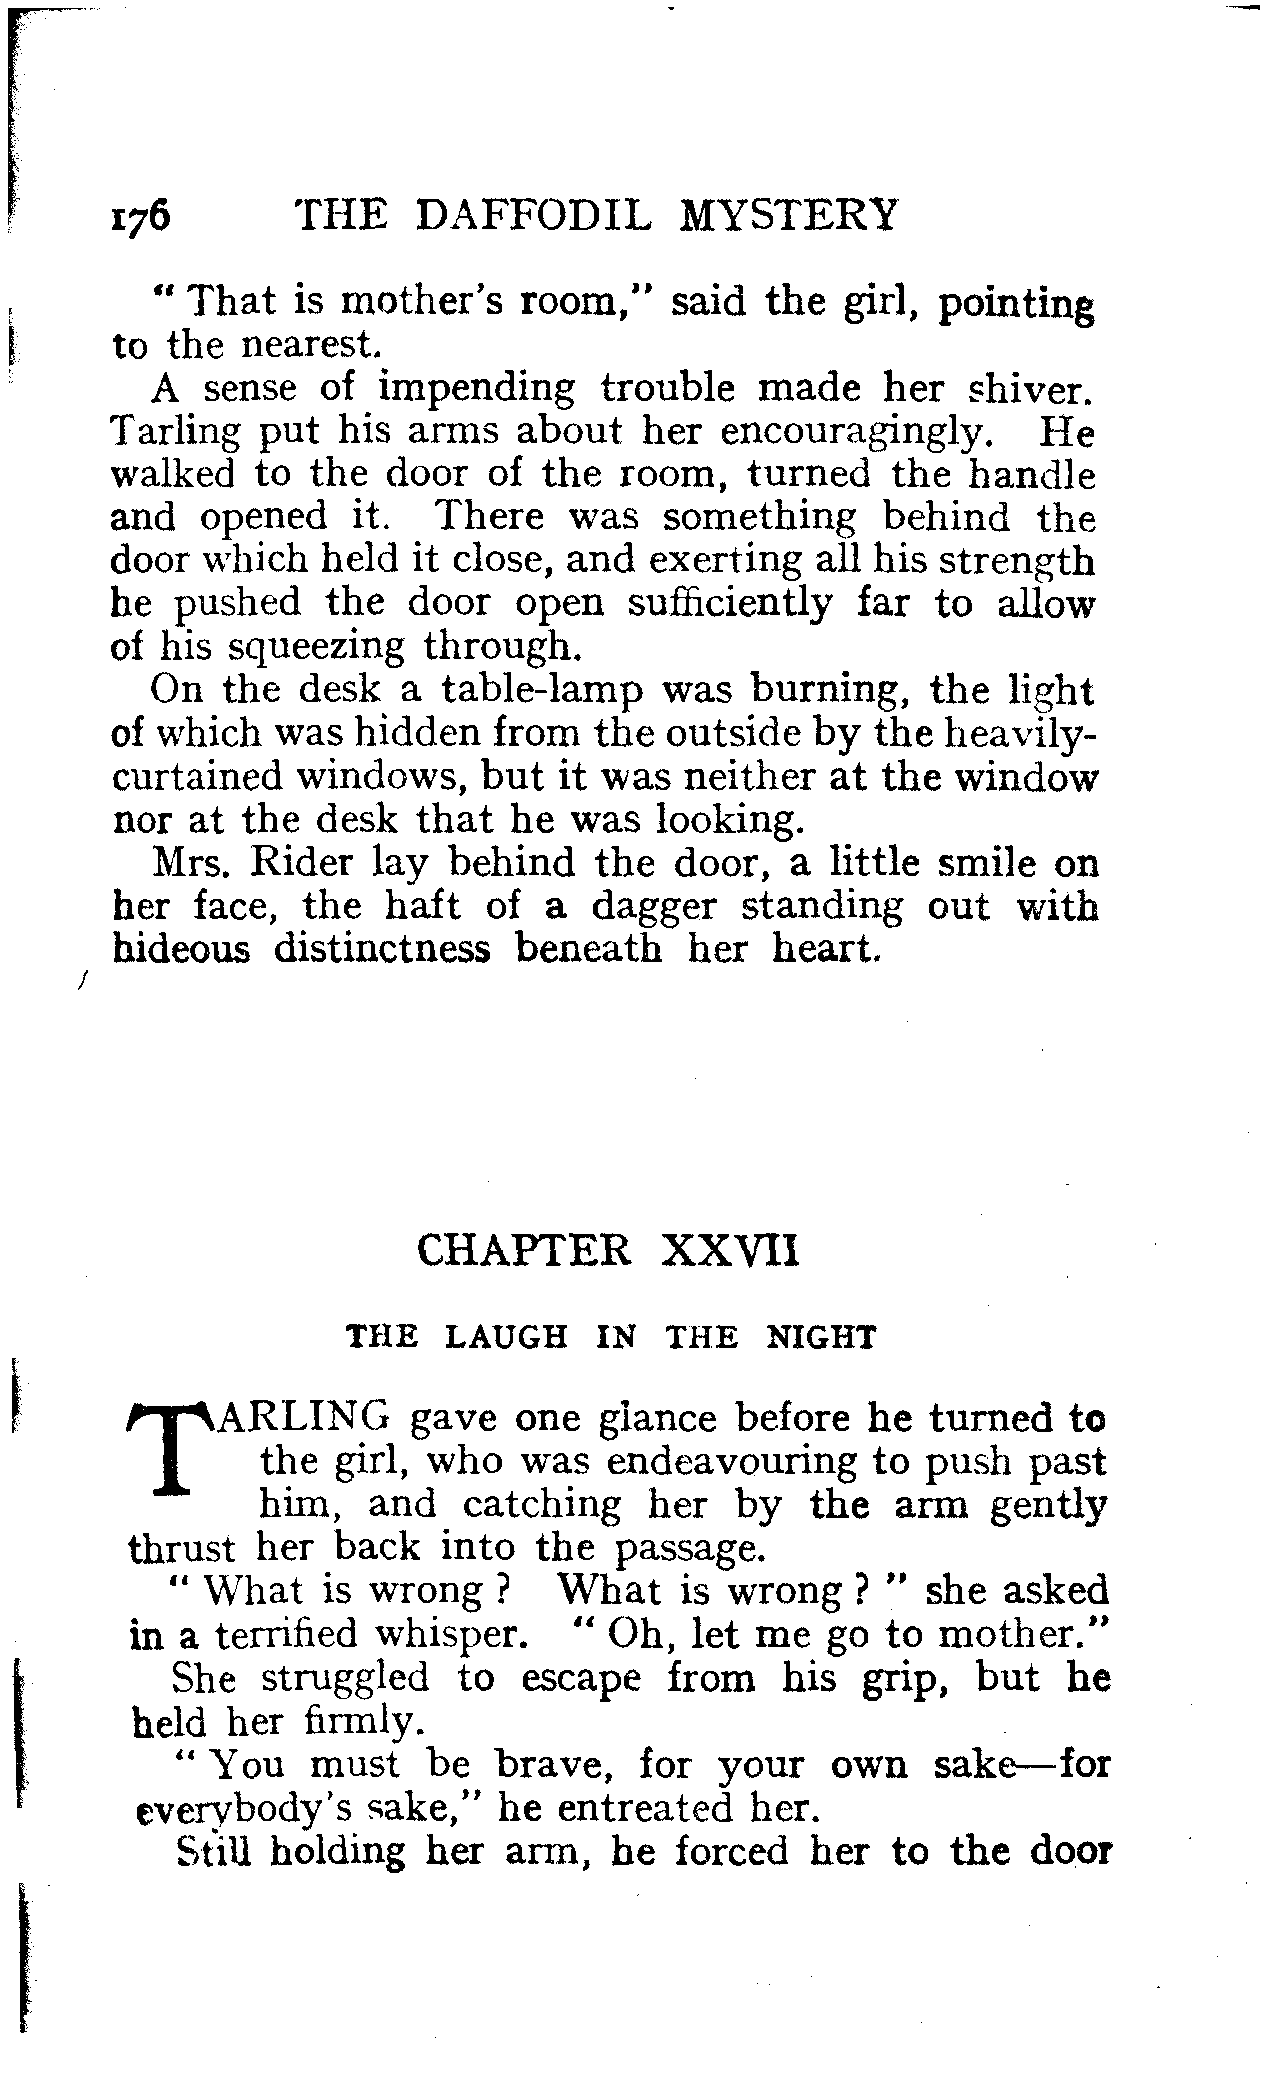 176 THE DAFFODIL MYSTERY
“ That is mother's room,” said the girl, pointing
to the nearest.
A sense of impending trouble made her shiver.
Tarling put his arms about her encouragingly. He
walked to the door of the room, turned the handle
and opened it. There was something behind the
door which held it close, and exerting all his strength
he pushed the door open sufficiently far to allow
of his squeezing through.
On the desk a table-lamp was burning, the light
of which was hidden from the outside by the heavily-
curtained windows, but it was neither at the window
nor at the desk that he was looking.
Mrs. Rider lay behind the door, a little smile on
her face, the haft of a dagger standing out with
hideous distinctness beneath her heart.
CHAPTER XXVII
THE LAUGH IN THE NIGHT
TARLING gave one glance before he turned to
the girl, who was endeavouring to push past
him, and catching her by the arm gently
thrust her back into the passage.
“ What is wrong ? What is wrong ? ” she asked
in a terrified whisper. “ Oh, let me go to mother.”
She struggled to escape from his grip, but he
held her firmly.
“ You must be brave, for your own sake—for
everybody's sake,” he entreated her.
Still holding her arm, he forced her to the door